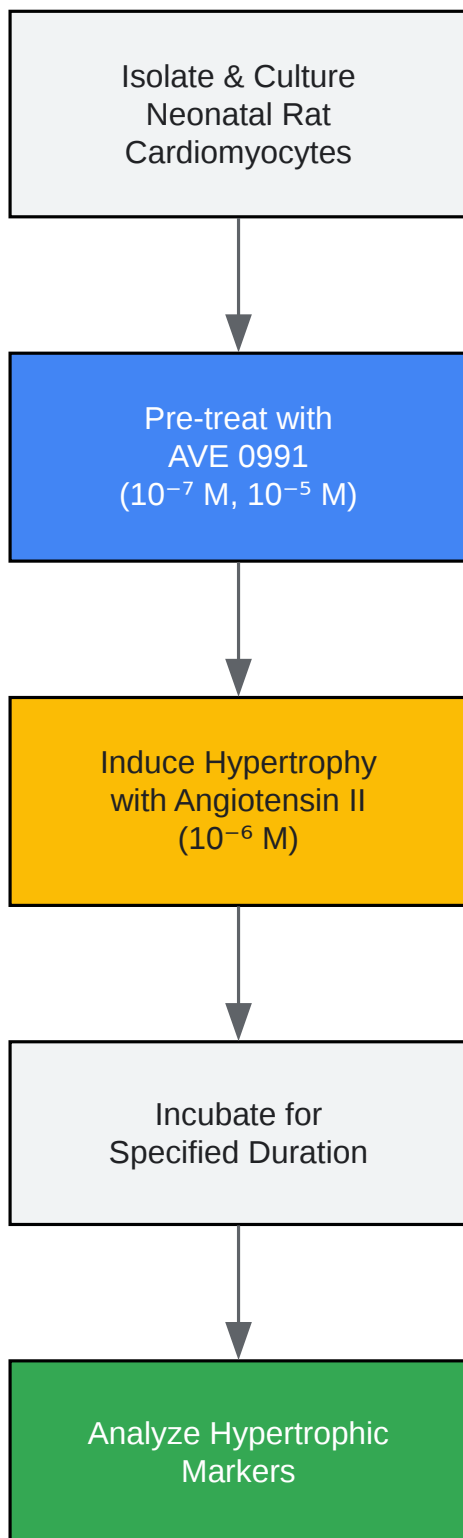 Isolate & Culture
Neonatal Rat
Cardiomyocytes
Pre-treat with
AVE 0991
(10⁻⁷ M, 10⁻⁵ M)
Induce Hypertrophy
with Angiotensin II
(10⁻⁶ M)
Incubate for
Specified Duration
Analyze Hypertrophic
Markers